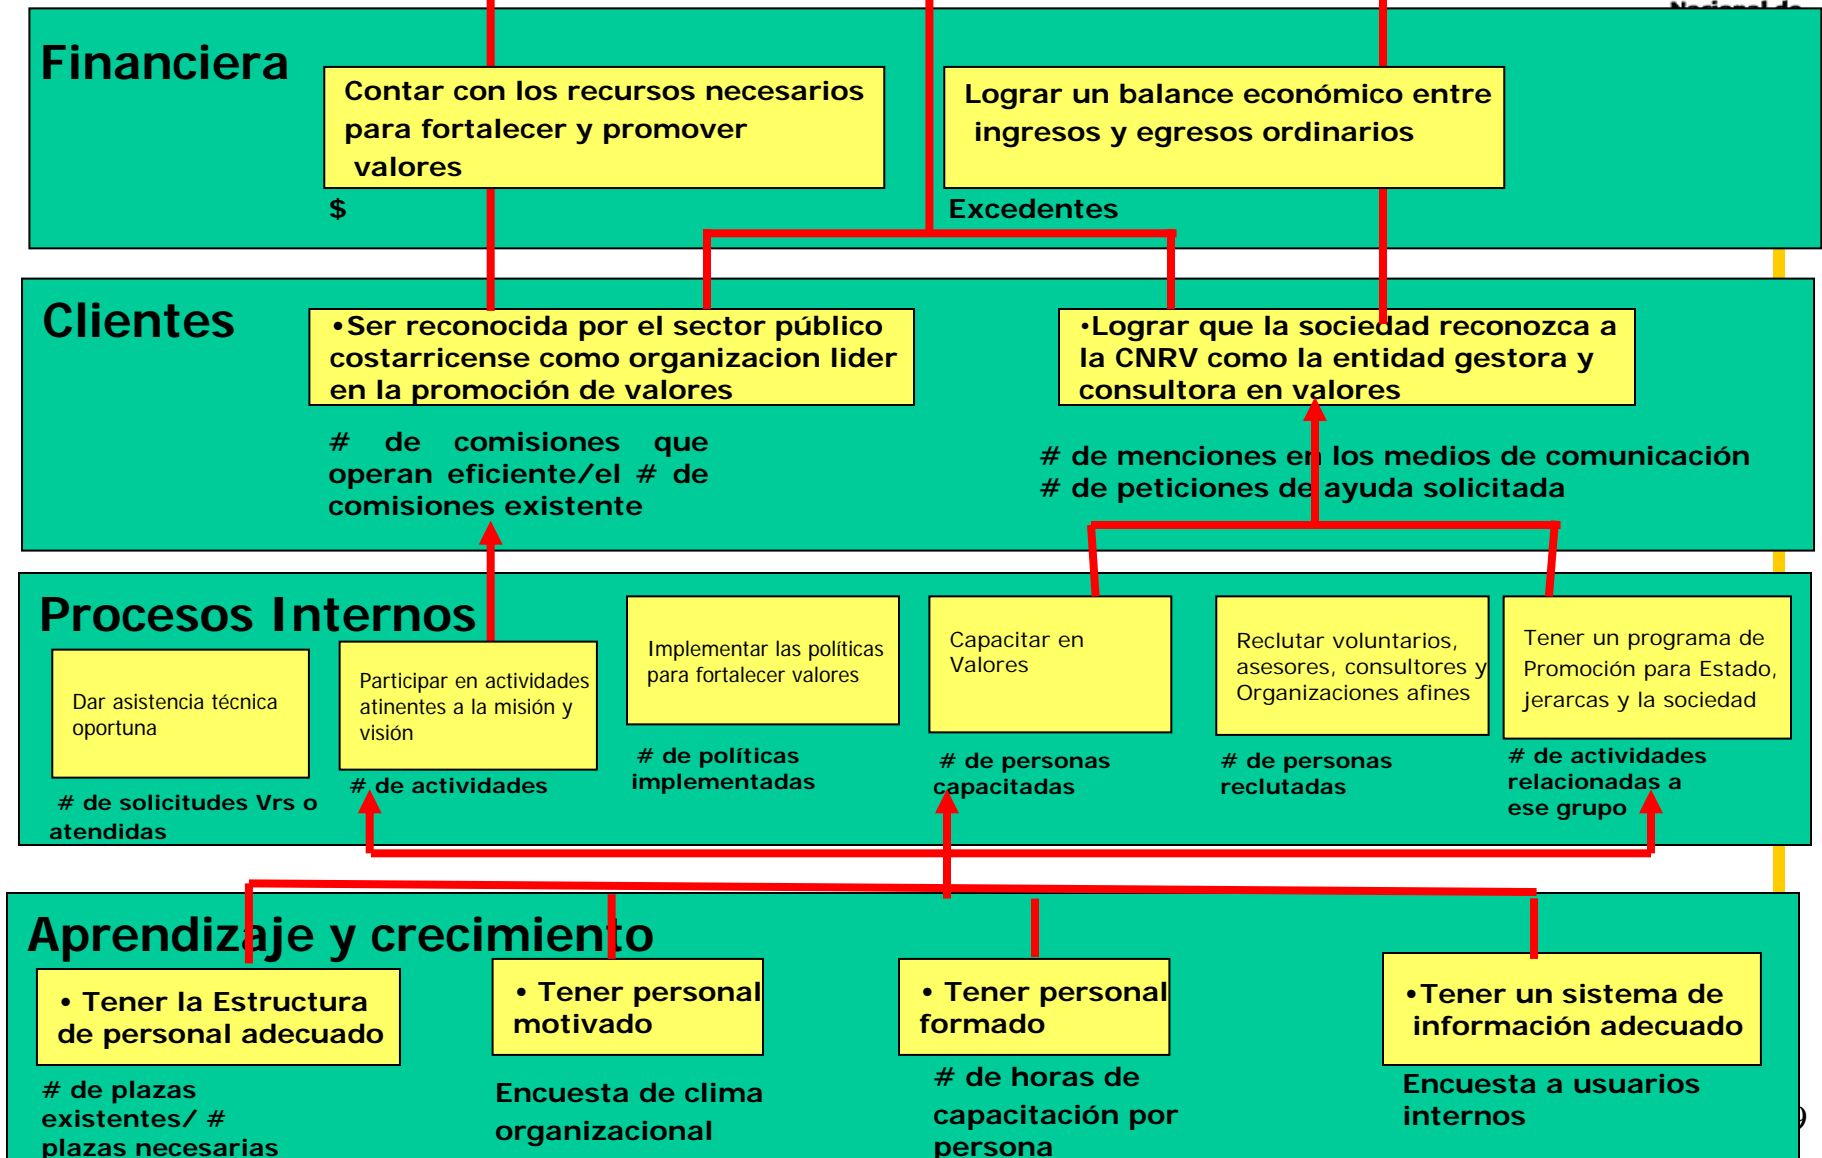 Nacional de
Financiera
Contar con los recursos necesarios
para fortalecer y promover
valores
$
Lograr un balance económico entre
ingresos y egresos ordinarios
Excedentes
Clientes
•Ser reconocida por el sector público
costarricense como organizacion lider
en la promoción de valores
# de comisiones que
operan eficiente/el # de
comisiones existente
•Lograr que la sociedad reconozca a
la CNRV como la entidad gestora y
consultora en valores
# de menciones en los medios de comunicación
# de peticiones de ayuda solicitada
Procesos Internos
Dar asistencia técnica
oportuna
# de solicitudes Vrs o
atendidas
Participar en actividades
atinentes a la misión y
visión
# de actividades
Implementar las políticas
para fortalecer valores
# de políticas
implementadas
Capacitar en
Valores
# de personas
capacitadas
Reclutar voluntarios,
asesores, consultores y
Organizaciones afines
# de personas
reclutadas
Tener un programa de
Promoción para Estado,
jerarcas y la sociedad
# de actividades
relacionadas a
ese grupo
Aprendizaje y crecimiento
• Tener la Estructura
de personal adecuado
# de plazas
existentes/ #
plazas necesarias
• Tener personal
motivado
Encuesta de clima
organizacional
• Tener personal
formado
# de horas de
capacitación por
persona
•Tener un sistema de
información adecuado
Encuesta a usuarios
internos